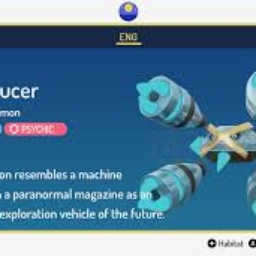 ENG
ucer
mon
PSYCHIC
on resembles a machine
a paranormal magazine as an
exploration vehicle of the future.
Habitat